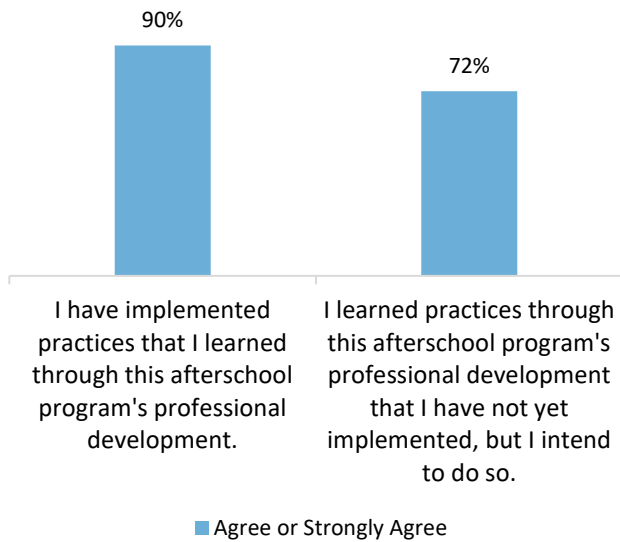 90%
72%
I have implemented
practices that I learned
through this afterschool
program's professional
development.
I learned practices through
this afterschool program's
professional development
that I have not yet
implemented, but I intend
to do so.
Agree or Strongly Agree